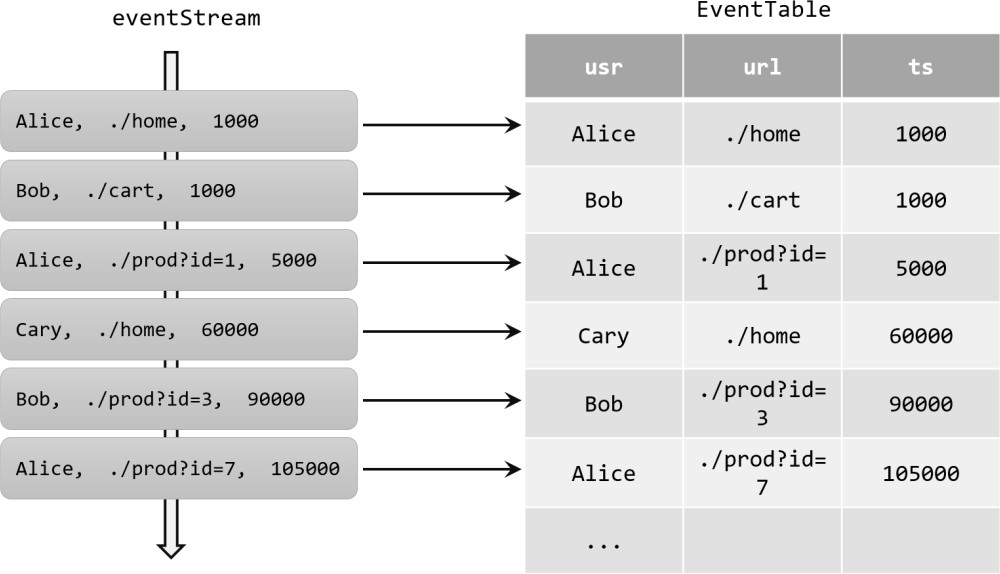 eventStream
Alice, ./home, 1000
Bob, ./cart, 1000
Alice, ./prod?id=1, 5000
Cary, ./home, 60000
Bob, ./prod?id=3, 90000
Alice, ./prod?id=7, 105000
EventTable
usr url ts
Alice ./home 1000
Bob ./cart 1000
Alice ./prod?id= 5000
1
Cary ./home 60000
Bob ./prod?id= 90000
3
Alice ./prod?id= 105000
7
...